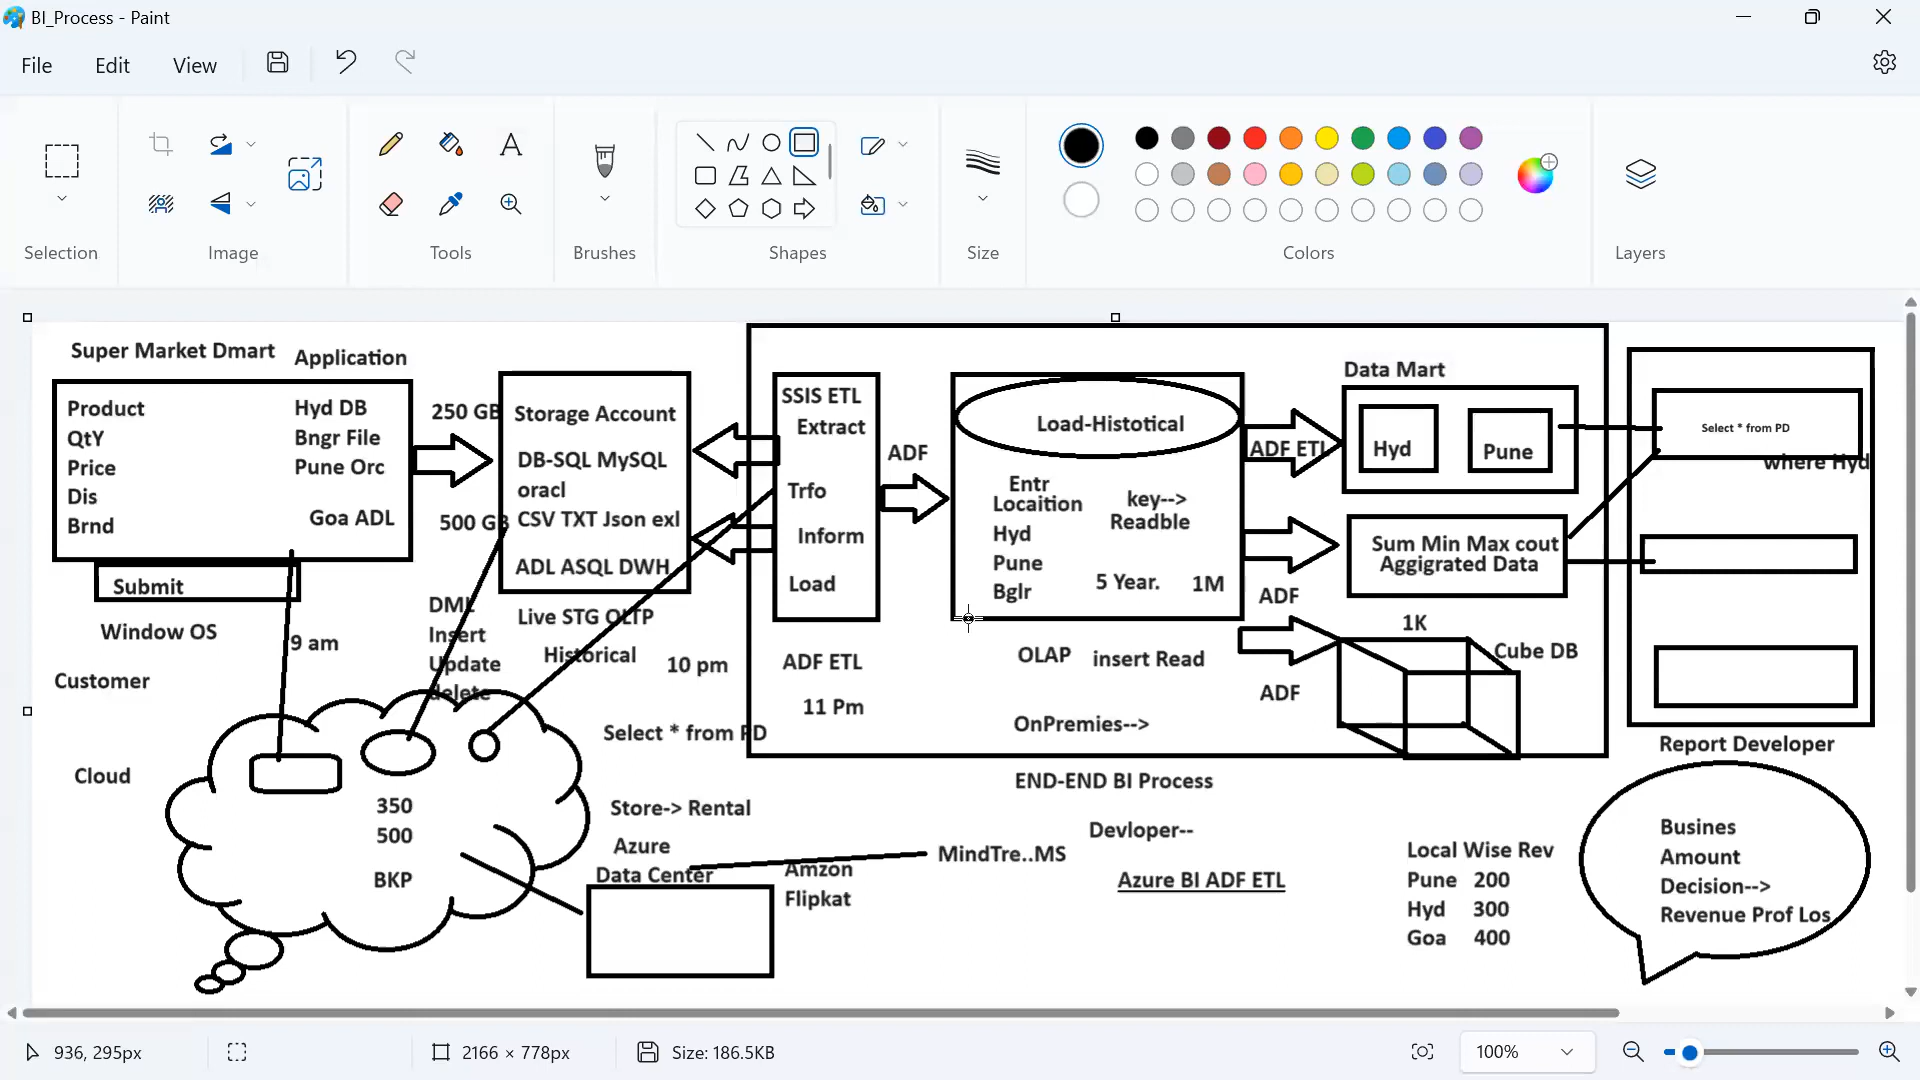 BI_Process - Paint
File Edit View
Selection Image Tools Brushes Shapes Size Colors Layers
Super Market Dmart
Application
Product
QtY
Price
Dis
Brnd
Hyd DB
Bngr File
Pune Orc
Goa ADL
Submit
Window OS
Customer
Cloud
9 am
250 GB
500 GB
Storage Account
DB-SQL MySQL
oracl
CSV TXT Json exl
ADL ASQL DWH
Live STG OLTP
Historical
10 pm
DML
Insert
Update
delete
350
500
BKP
Select * from PD
Store-> Rental
Azure
Data Center
Amzon
Flipkat
MindTre..MS
SSIS ETL
Extract
Trfo
Inform
Load
ADF ETL
11 Pm
ADF
Load-Histotical
Entr
Locaition
Hyd
Pune
Bglr
key-->
Readble
5 Year.
1M
OLAP
insert Read
OnPremies-->
END-END BI Process
Devloper--
Azure BI ADF ETL
ADF ETL
ADF
ADF
Data Mart
Hyd
Pune
Sum Min Max cout
Aggigrated Data
1K
Cube DB
Select * from PD
where Hyd
Report Developer
Local Wise Rev
Pune 200
Hyd 300
Goa 400
Busines
Amount
Decision-->
Revenue Prof Los
936, 295px
2166 × 778px
Size: 186.5KB
100%